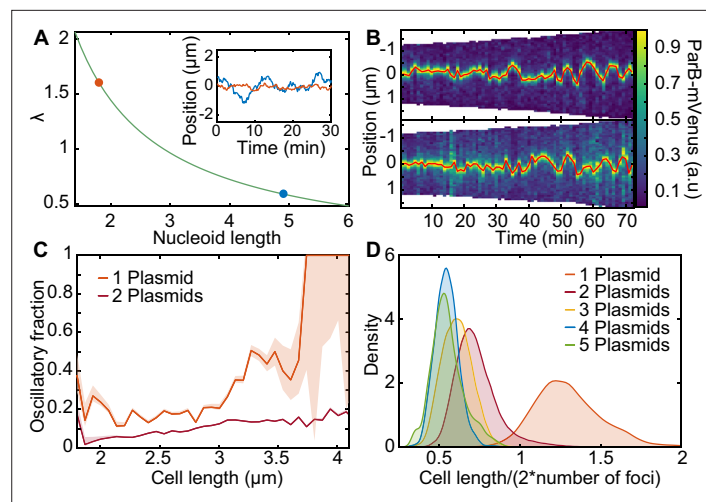 A
2
1.5
1
0.5
λ
2
3
4
5
6
Nucleoid length
2
0
-2
Position (µm)
0
10
20
30
Time (min)
B
-1
0
1
Position (µm)
-1
0
1
Position (µm)
10
20
30
40
50
60
70
Time (min)
0.9
0.7
0.5
0.3
0.1
ParB-mVenus (a.u)
C
1
0.8
0.6
0.4
0.2
0
Oscillatory fraction
1 Plasmid
2 Plasmids
2
2.5
3
3.5
4
Cell length (µm)
D
6
4
2
0
Density
1 Plasmid
2 Plasmids
3 Plasmids
4 Plasmids
5 Plasmids
0.5
1
1.5
2
Cell length/(2*number of foci)